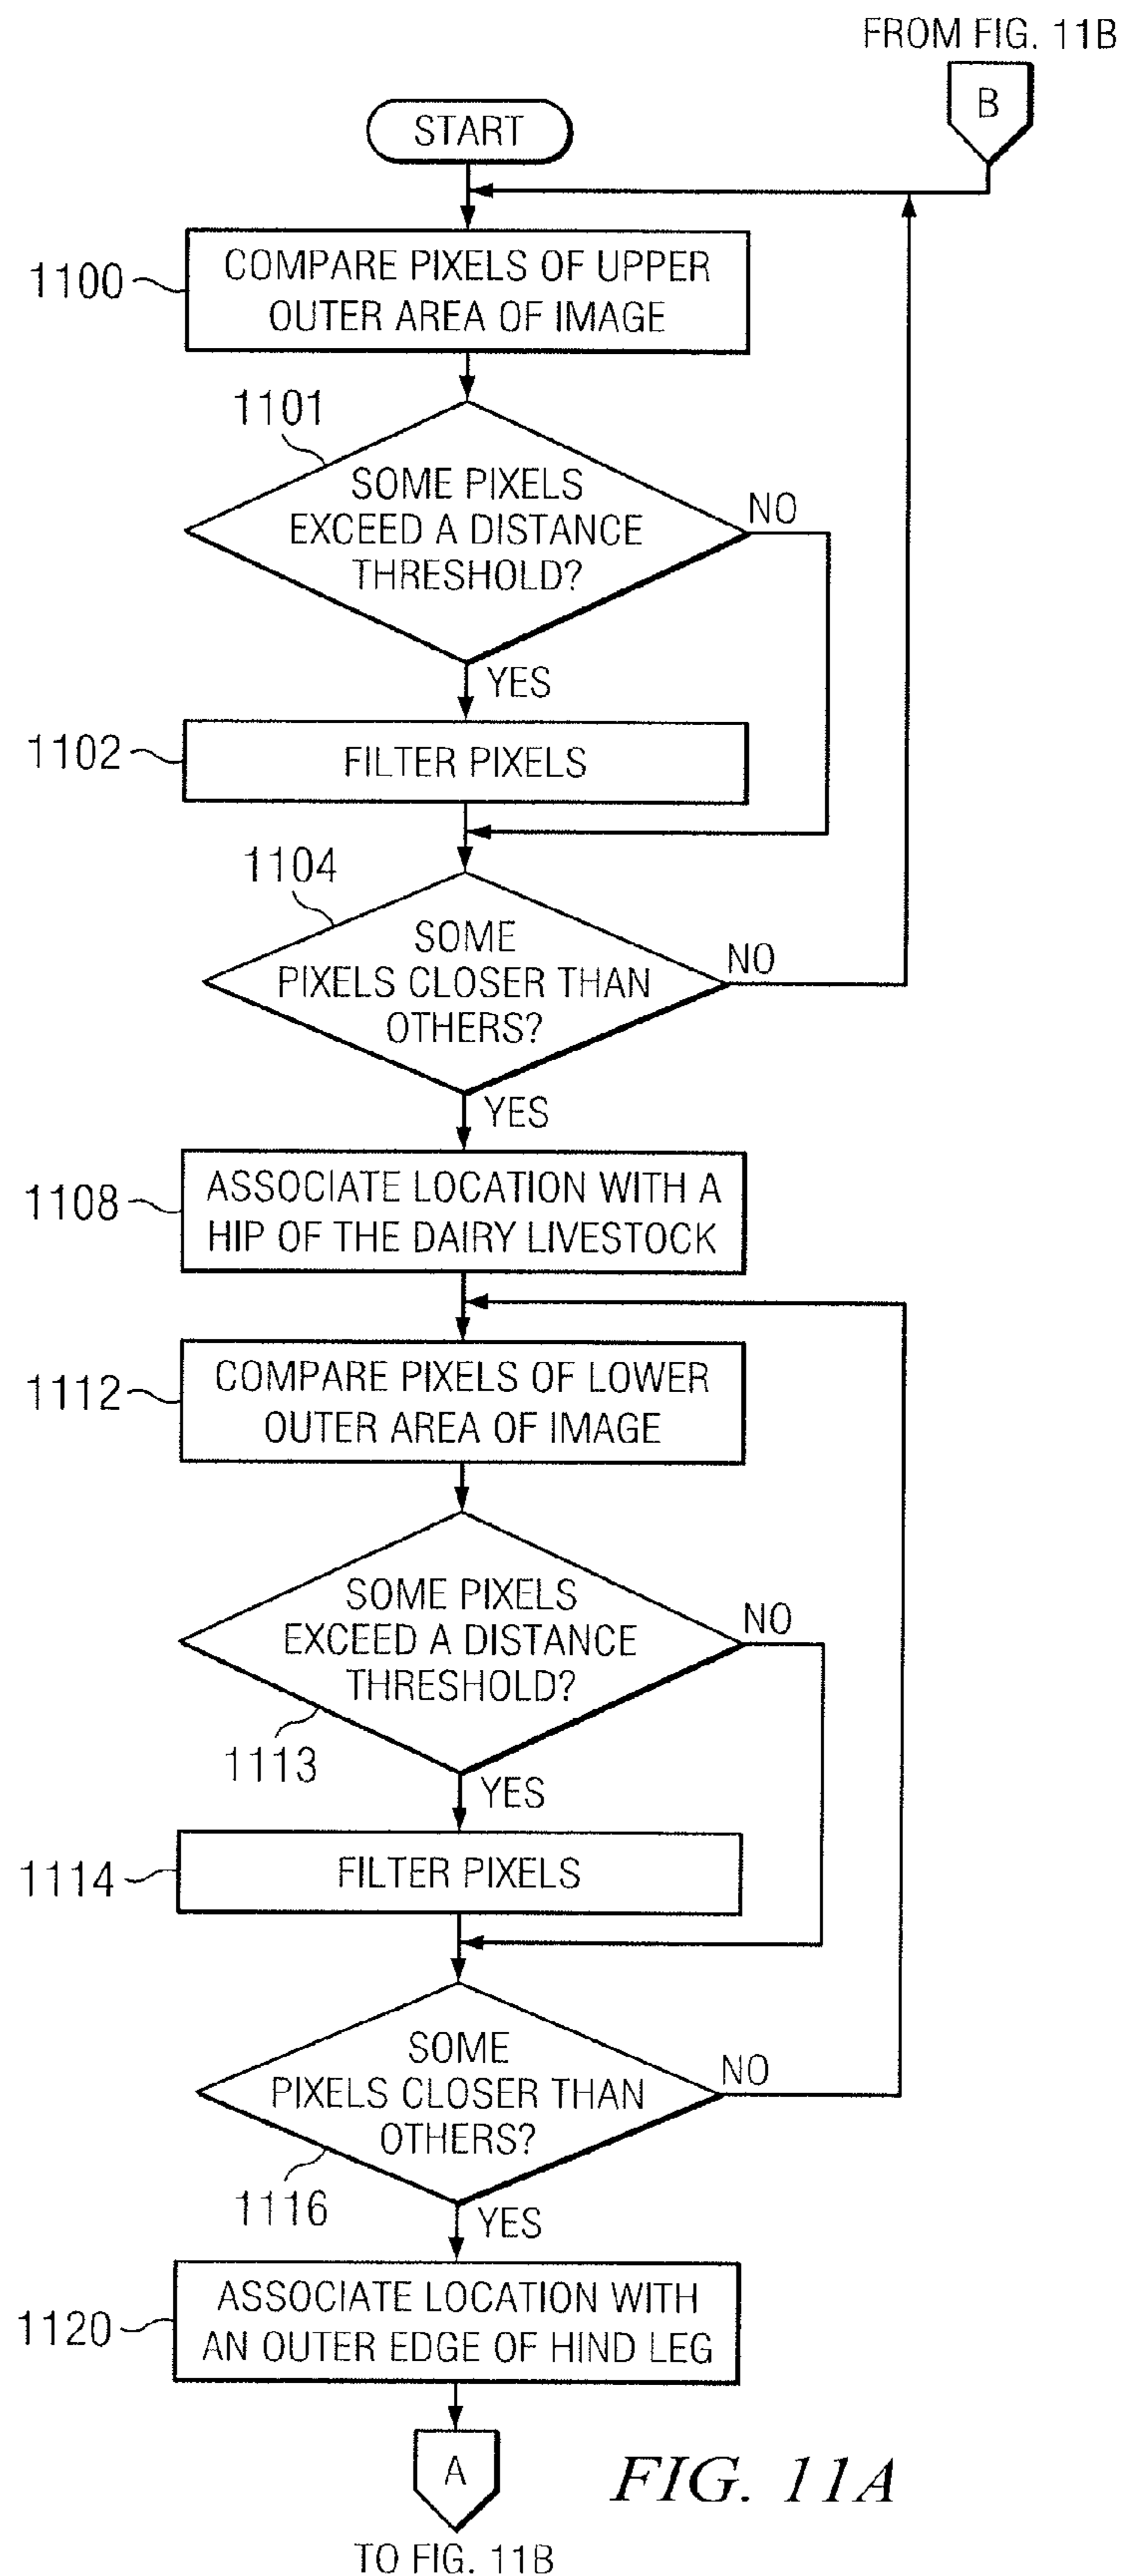 FROM FIG. 11B
B
START
1100
COMPARE PIXELS OF UPPER
OUTER AREA OF IMAGE
1101
SOME PIXELS
EXCEED A DISTANCE
THRESHOLD?
NO
YES
1102
FILTER PIXELS
1104
SOME
PIXELS CLOSER THAN
OTHERS?
NO
YES
1108
ASSOCIATE LOCATION WITH A
HIP OF THE DAIRY LIVESTOCK
1112
COMPARE PIXELS OF LOWER
OUTER AREA OF IMAGE
SOME PIXELS
EXCEED A DISTANCE
THRESHOLD?
NO
1113
YES
1114
FILTER PIXELS
SOME
PIXELS CLOSER THAN
OTHERS?
NO
1116
YES
1120
ASSOCIATE LOCATION WITH
AN OUTER EDGE OF HIND LEG
A
FIG. 11A
TO FIG. 11B